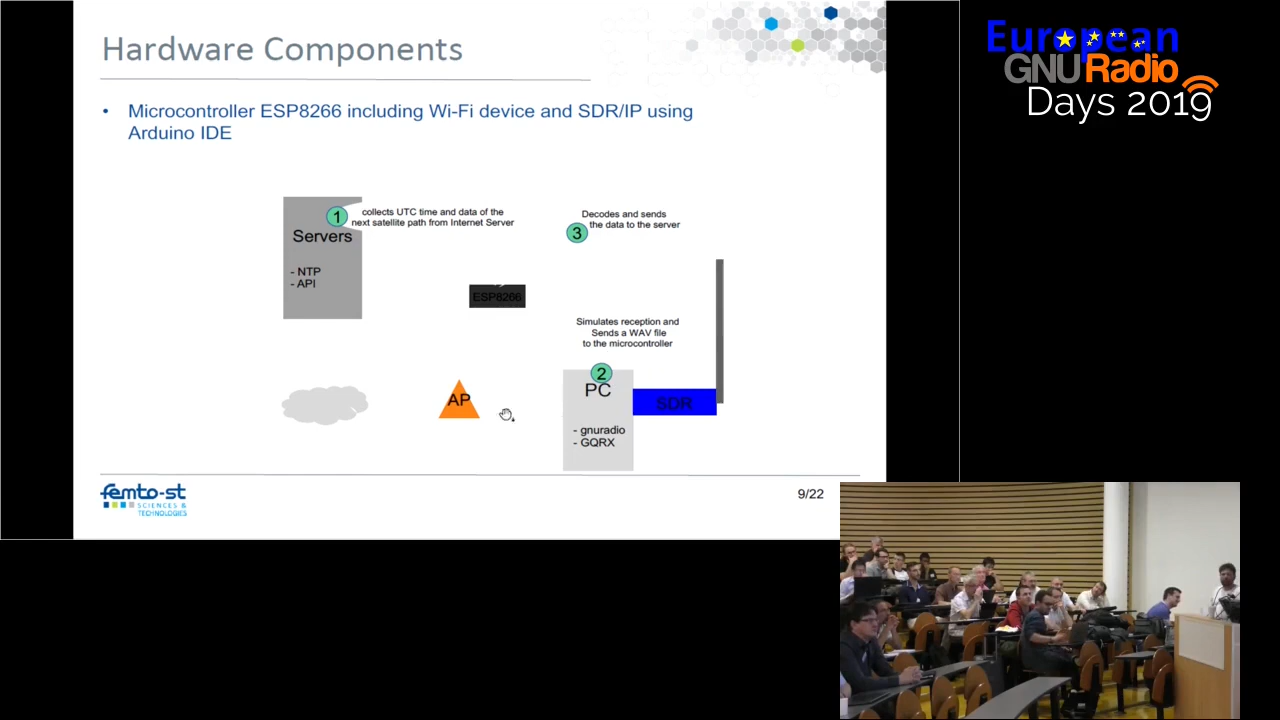 Hardware Components
• Microcontroller ESP8266 including Wi-Fi device and SDR/IP using
Arduino IDE
1
collects UTC time and data of the
next satellite path from Internet Server
Servers
- NTP
- API
Decodes and sends
3
the data to the server
ESP8266
Simulates reception and
Sends a WAV file
to the microcontroller
2
PC
- gnuradio
- GQRX
SDR
AP
femto-st
SCIENCES &
TECHNOLOGIES
9/22
European
GNURadio
Days 2019